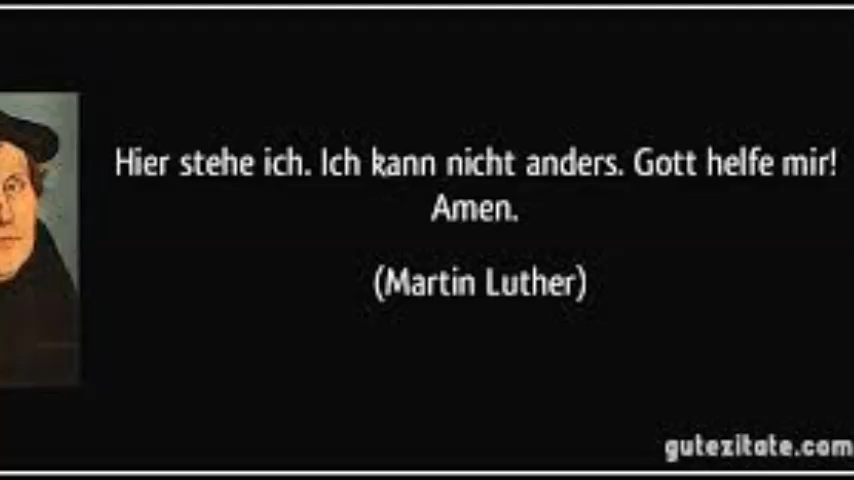 Hier stehe ich. Ich kann nicht anders. Gott helfe mir!
Amen.
(Martin Luther)
gutezitate.com